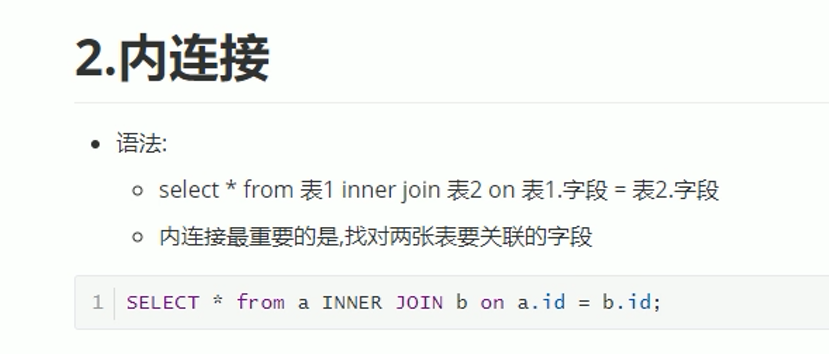 2.内连接
语法:
select * from 表1 inner join 表2 on 表1.字段 = 表2.字段
内连接最重要的是,找对两张表要关联的字段
1 SELECT * from a INNER JOIN b on a.id = b.id;